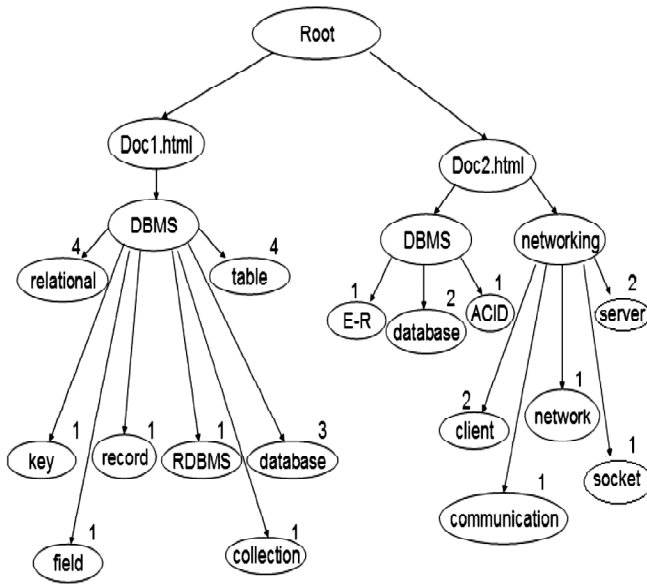 Root
Doc1.html
Doc2.html
DBMS
DBMS
networking
4
4
relational
table
1
2
1
2
E-R
database
ACID
server
1
1
1
3
key
record
RDBMS
database
2
1
client
network
1
socket
1
communication
1
1
field
collection